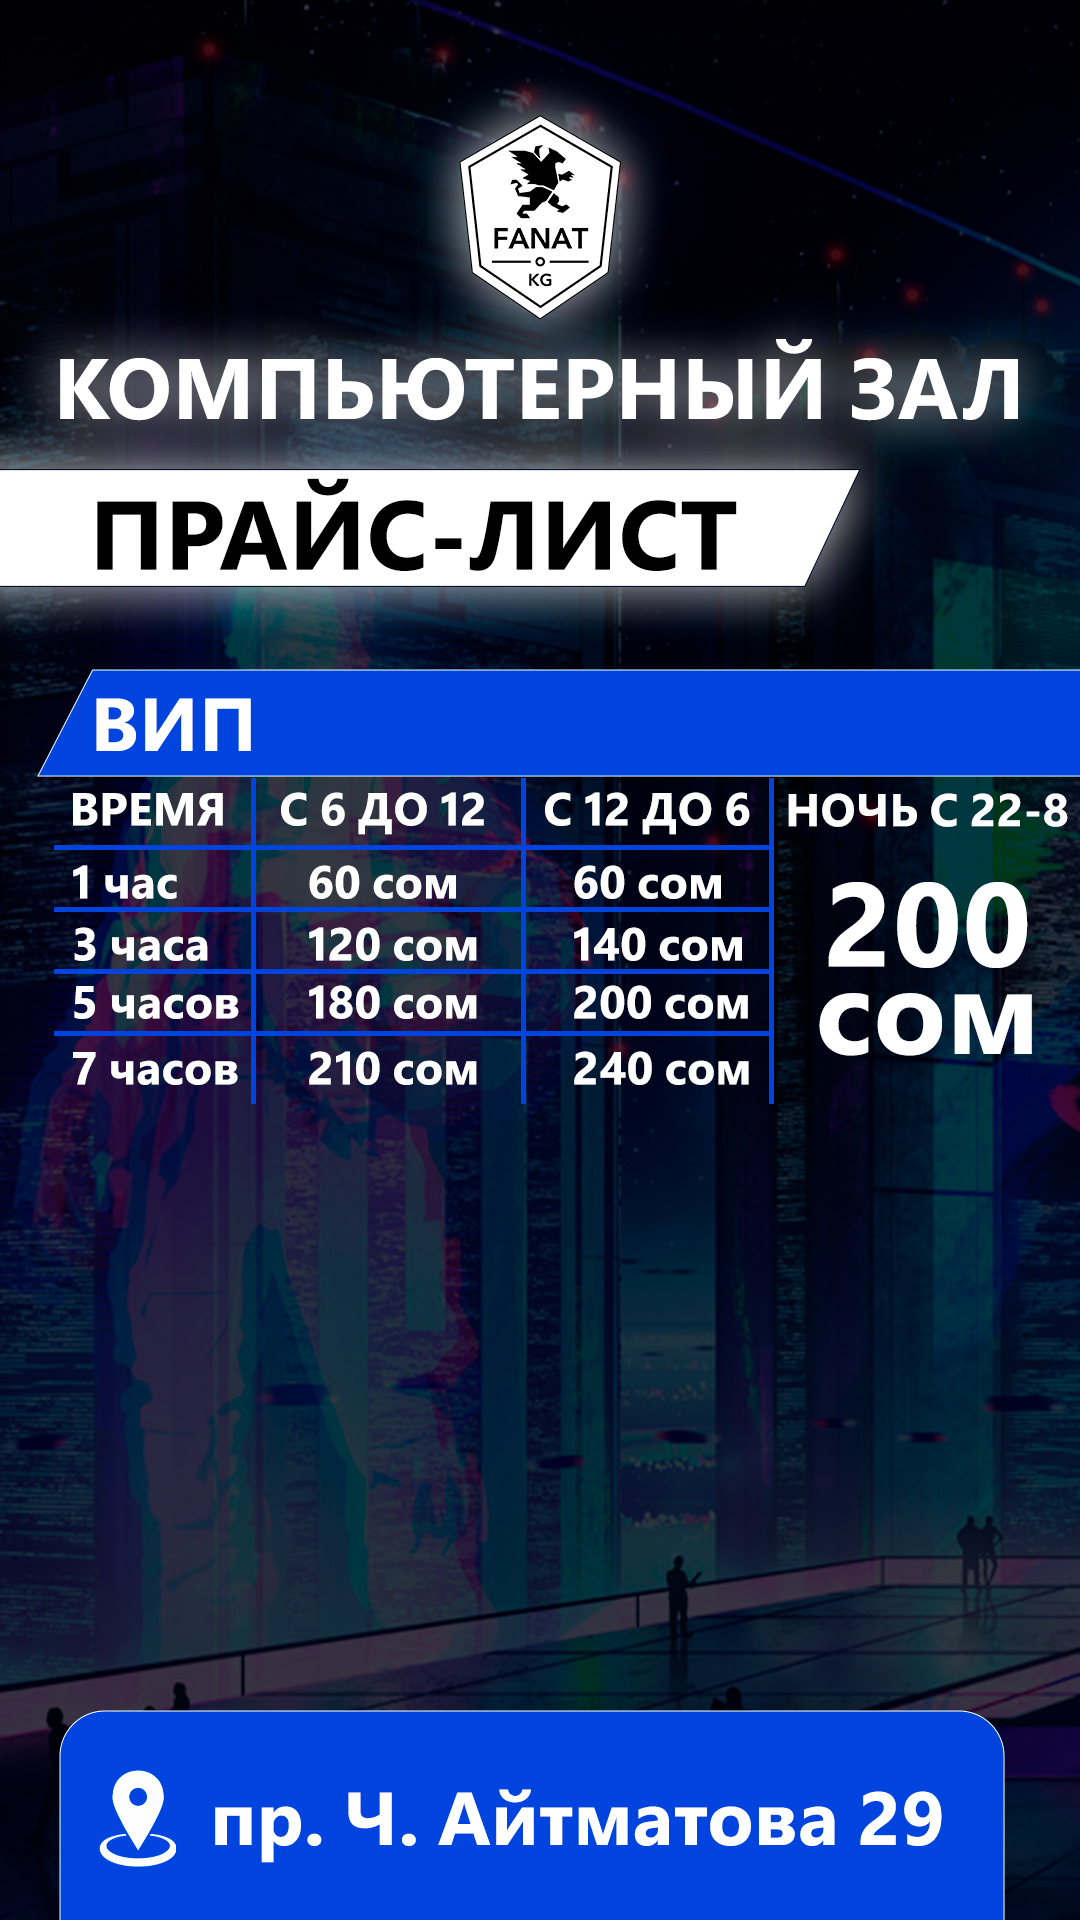 FANAT
KG
КОМПЬЮТЕРНЫЙ ЗАЛ
ПРАЙС-ЛИСТ
ВИП
ВРЕМЯ С 6 ДО 12 С 12 ДО 6 НОЧЬ С 22-8
1 час 60 сом 60 сом
3 часа 120 сом 140 сом
5 часов 180 сом 200 сом
7 часов 210 сом 240 сом
200
сом
пр. Ч. Айтматова 29